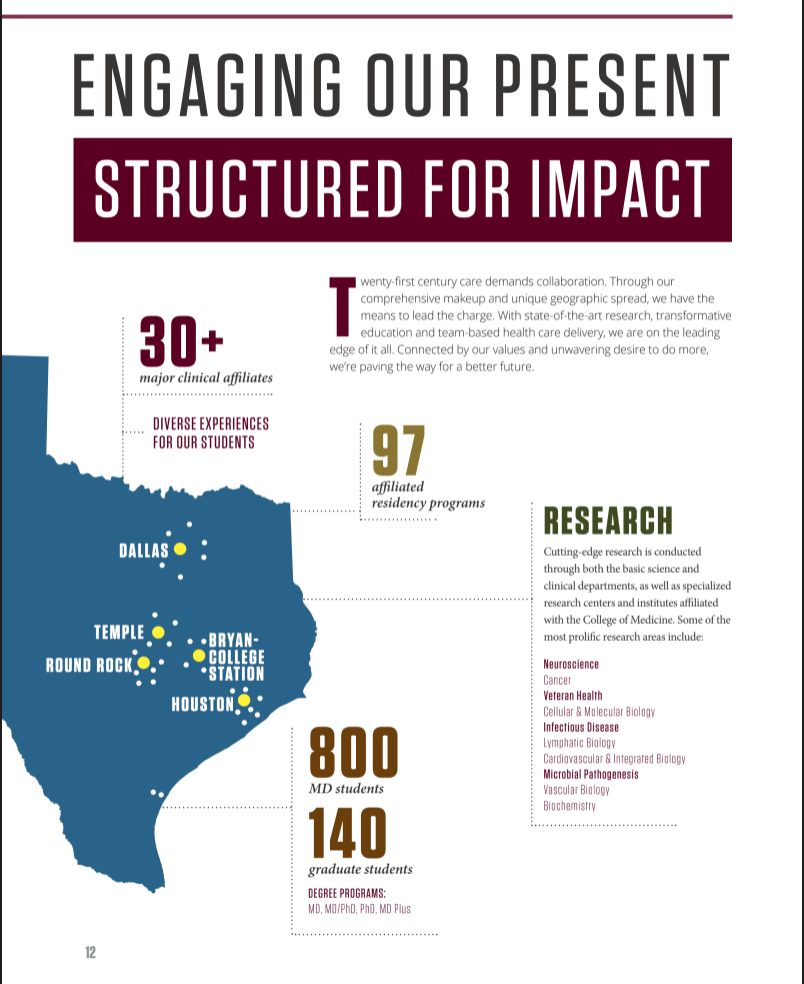 ENGAGING OUR PRESENT
STRUCTURED FOR IMPACT
Twenty-first century care demands collaboration. Through our
comprehensive makeup and unique geographic spread, we have the
means to lead the charge. With state-of-the-art research, transformative
education and team-based health care delivery, we are on the leading
edge of it all. Connected by our values and unwavering desire to do more,
we're paving the way for a better future.
30+
major clinical affiliates
DIVERSE EXPERIENCES
FOR OUR STUDENTS
97
affiliated
residency programs
RESEARCH
Cutting-edge research is conducted
through both the basic science and
clinical departments, as well as specialized
research centers and institutes affiliated
with the College of Medicine. Some of the
most prolific research areas include:
Neuroscience
Cancer
Veteran Health
Cellular & Molecular Biology
Infectious Disease
Lymphatic Biology
Cardiovascular & Integrated Biology
Microbial Pathogenesis
Vascular Biology
Biochemistry
DALLAS
TEMPLE
ROUND ROCK
BRYAN-
COLLEGE
STATION
HOUSTON
800
MD students
140
graduate students
DEGREE PROGRAMS:
MD, MD/PhD, PhD, MD Plus
12